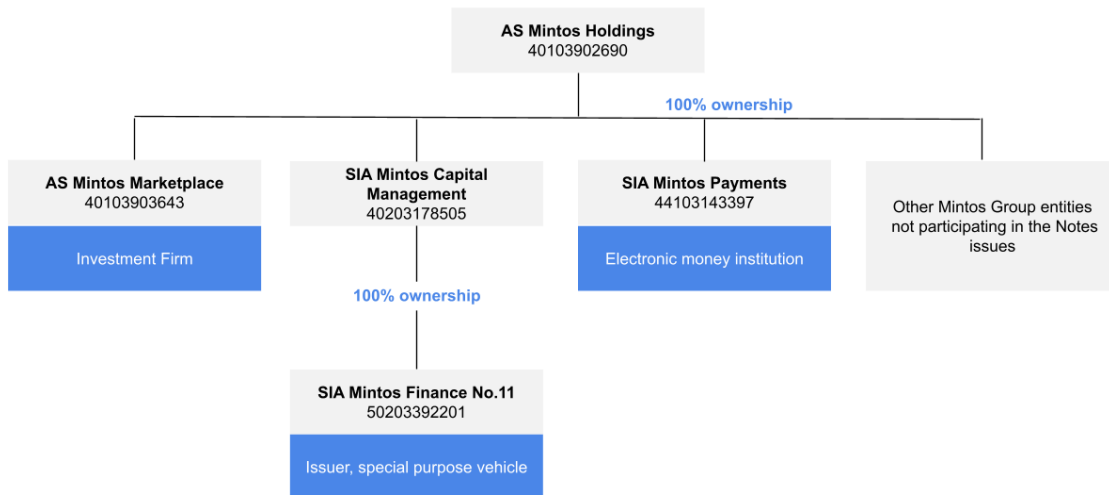 AS Mintos Holdings
40103902690
100% ownership
AS Mintos Marketplace
40103903643
Investment Firm
SIA Mintos Capital
Management
40203178505
SIA Mintos Payments
44103143397
Electronic money institution
Other Mintos Group entities
not participating in the Notes
issues
100% ownership
SIA Mintos Finance No.11
50203392201
Issuer, special purpose vehicle